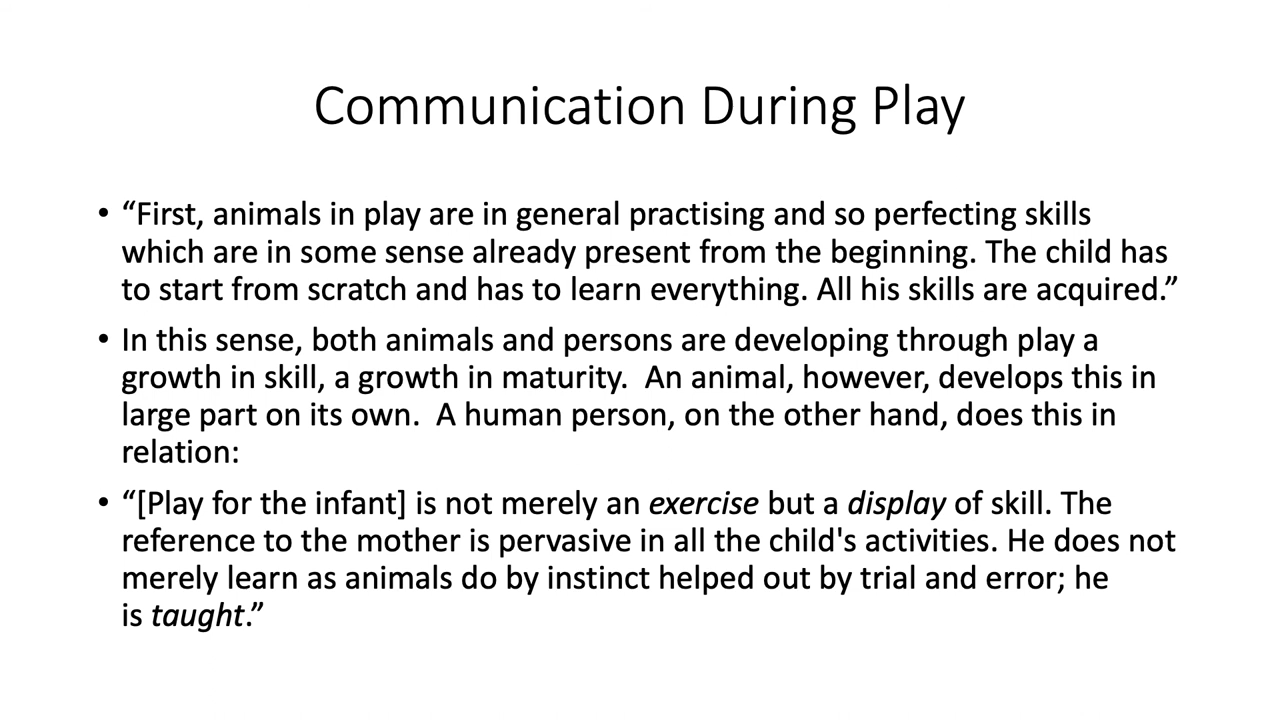 Communication During Play
• “First, animals in play are in general practising and so perfecting skills
which are in some sense already present from the beginning. The child has
to start from scratch and has to learn everything. All his skills are acquired.”
• In this sense, both animals and persons are developing through play a
growth in skill, a growth in maturity.  An animal, however, develops this in
large part on its own.  A human person, on the other hand, does this in
relation:
• “[Play for the infant] is not merely an exercise but a display of skill. The
reference to the mother is pervasive in all the child's activities. He does not
merely learn as animals do by instinct helped out by trial and error; he
is taught.”